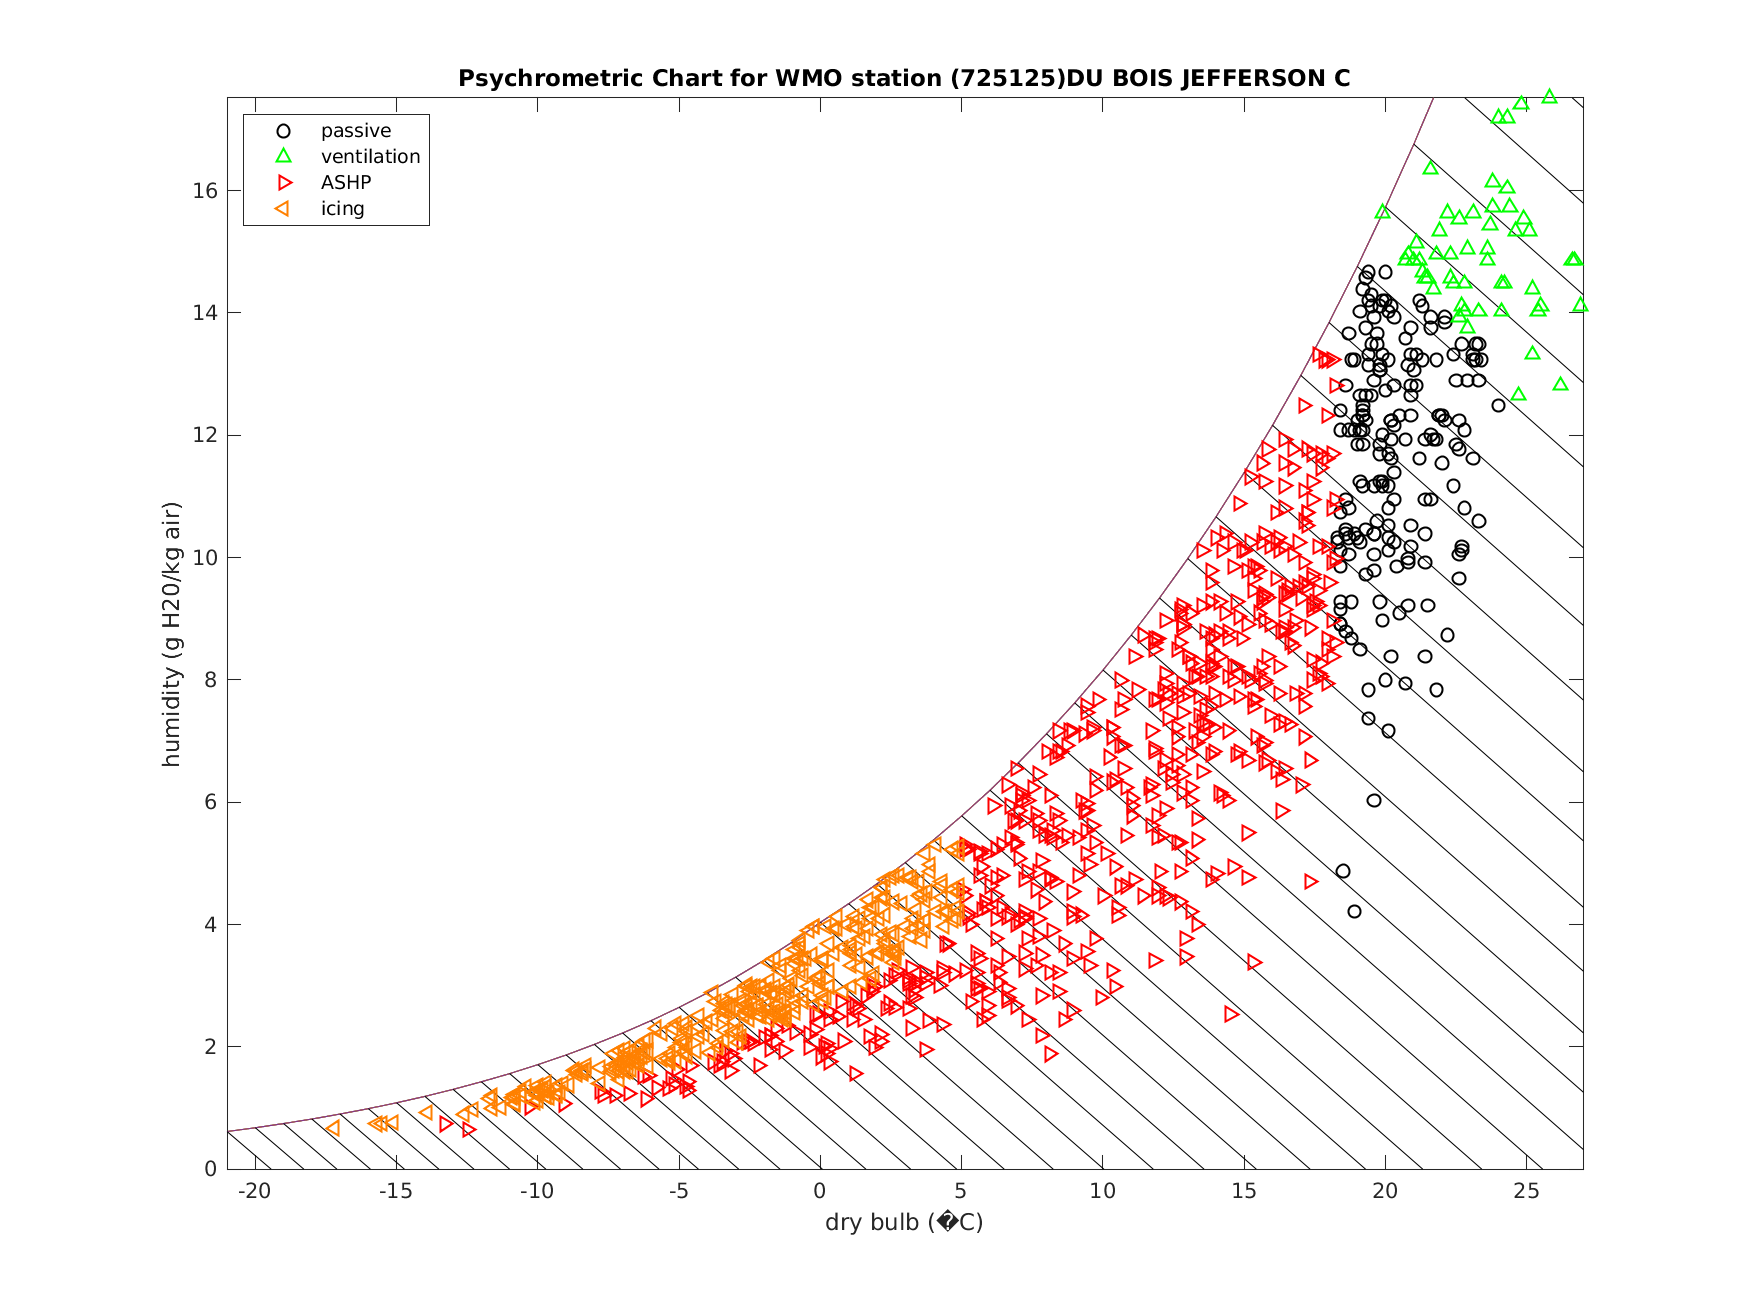 Psychrometric Chart for WMO station (725125)DU BOIS JEFFERSON C
passive
ventilation
ASHP
icing
humidity (g H20/kg air)
16
14
12
10
8
6
4
2
0
-20 -15 -10 -5 0 5 10 15 20 25
dry bulb (�C)